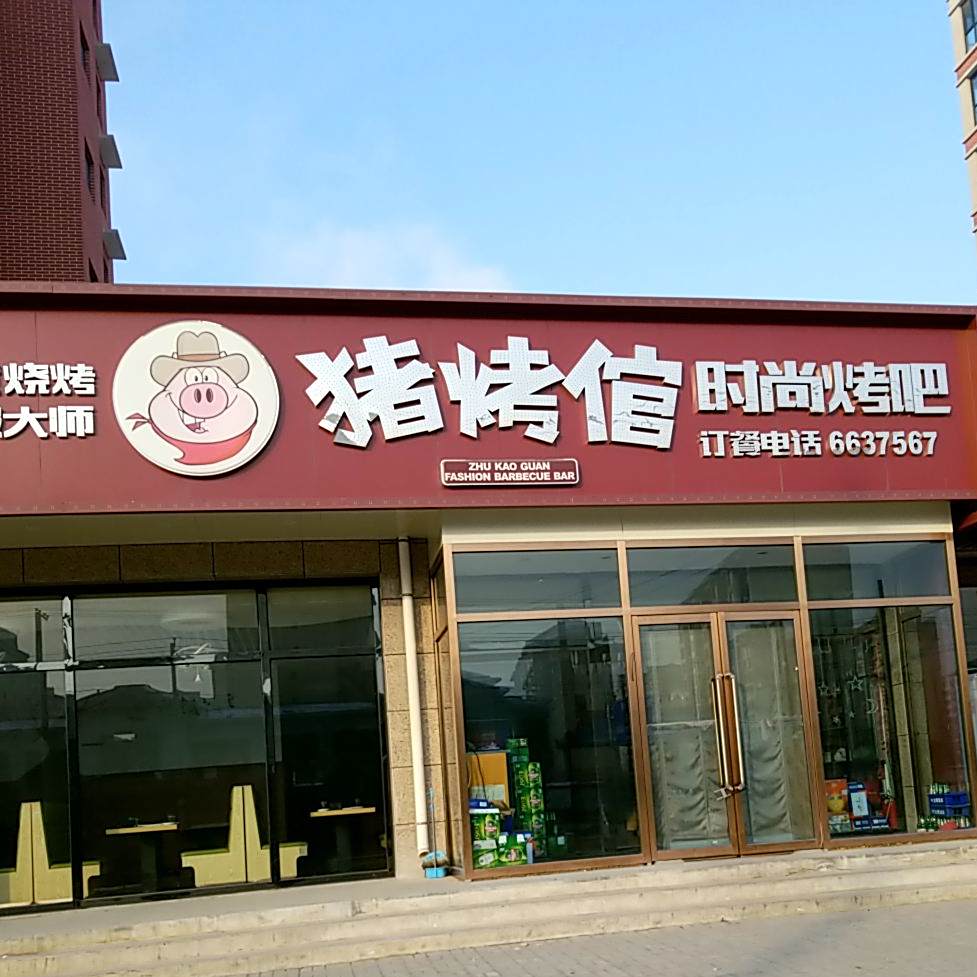 烧烤
大师
猪烤倌
ZHU KAO GUAN
FASHION BARBECUE BAR
时尚烤吧
订餐电话 6637567